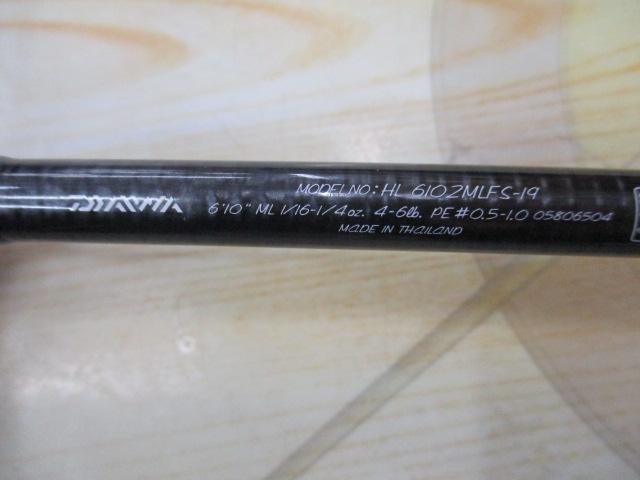 DAIWA
MODEL NO: HL 6102MLFS-19
6'10" ML 1/16-1/4oz. 4-6lb. PE#0.5-1.0 05806504
MADE IN THAILAND